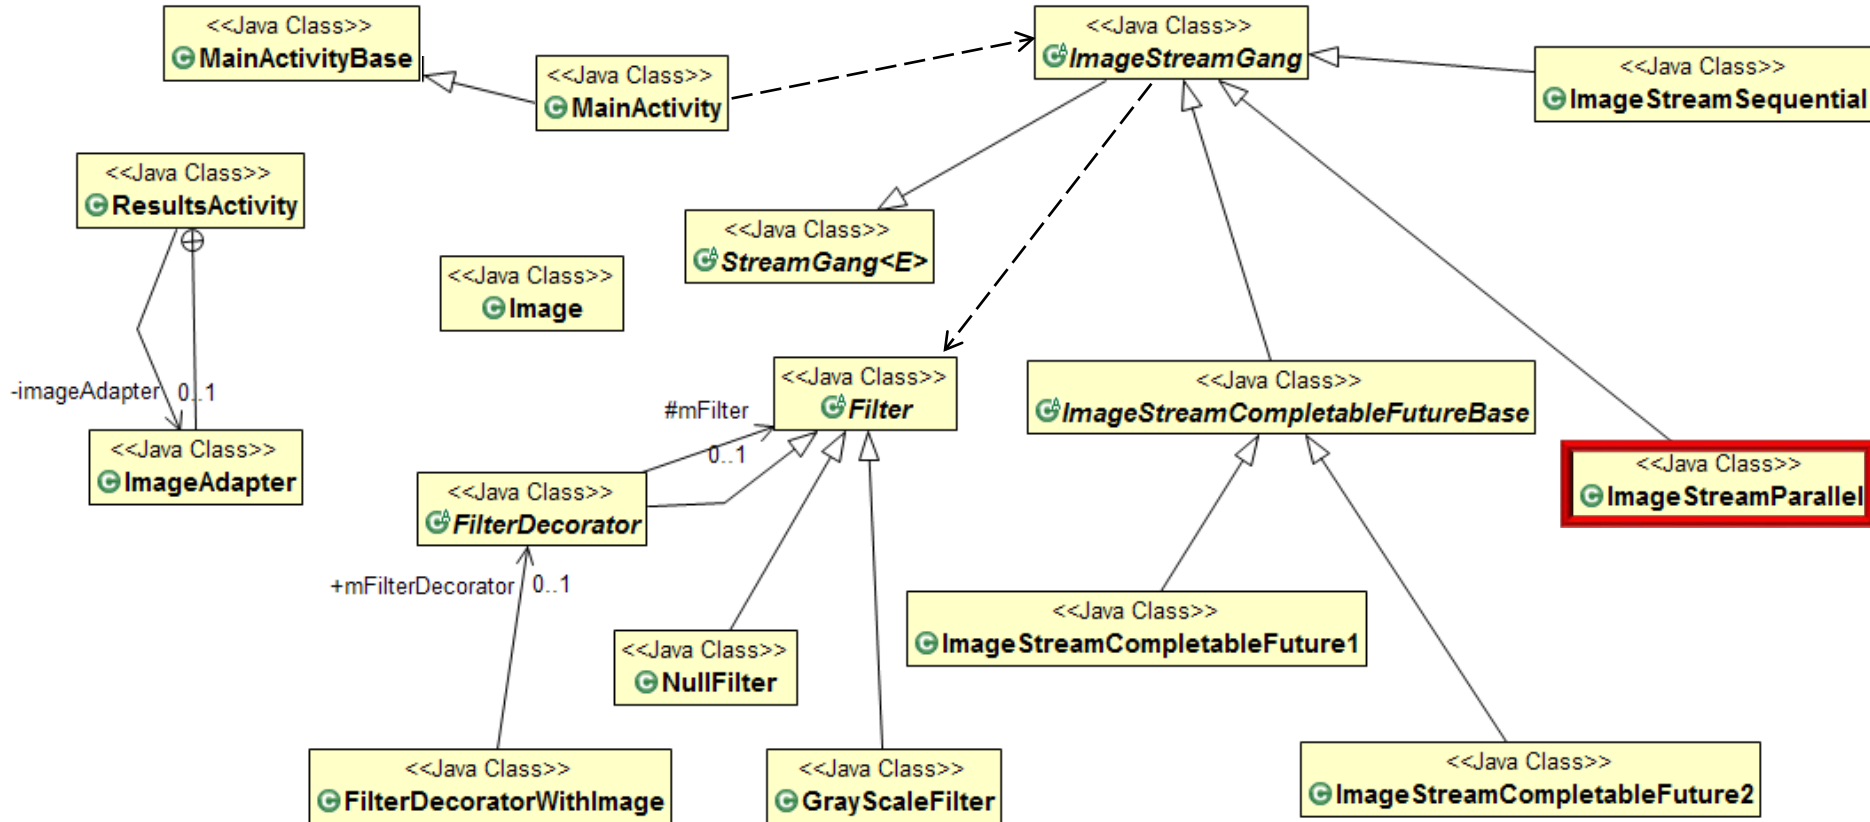 <<Java Class>>
MainActivityBase
<<Java Class>>
MainActivity
<<Java Class>>
ImageStreamGang
<<Java Class>>
ImageStreamSequential
<<Java Class>>
ResultsActivity
<<Java Class>>
StreamGang<E>
<<Java Class>>
Image
-imageAdapter 0..1
<<Java Class>>
ImageAdapter
<<Java Class>>
Filter
#mFilter
0..1
<<Java Class>>
ImageStreamCompletableFutureBase
<<Java Class>>
ImageStreamParallel
<<Java Class>>
FilterDecorator
+mFilterDecorator 0..1
<<Java Class>>
ImageStreamCompletableFuture1
<<Java Class>>
NullFilter
<<Java Class>>
FilterDecoratorWithImage
<<Java Class>>
GrayScaleFilter
<<Java Class>>
ImageStreamCompletableFuture2